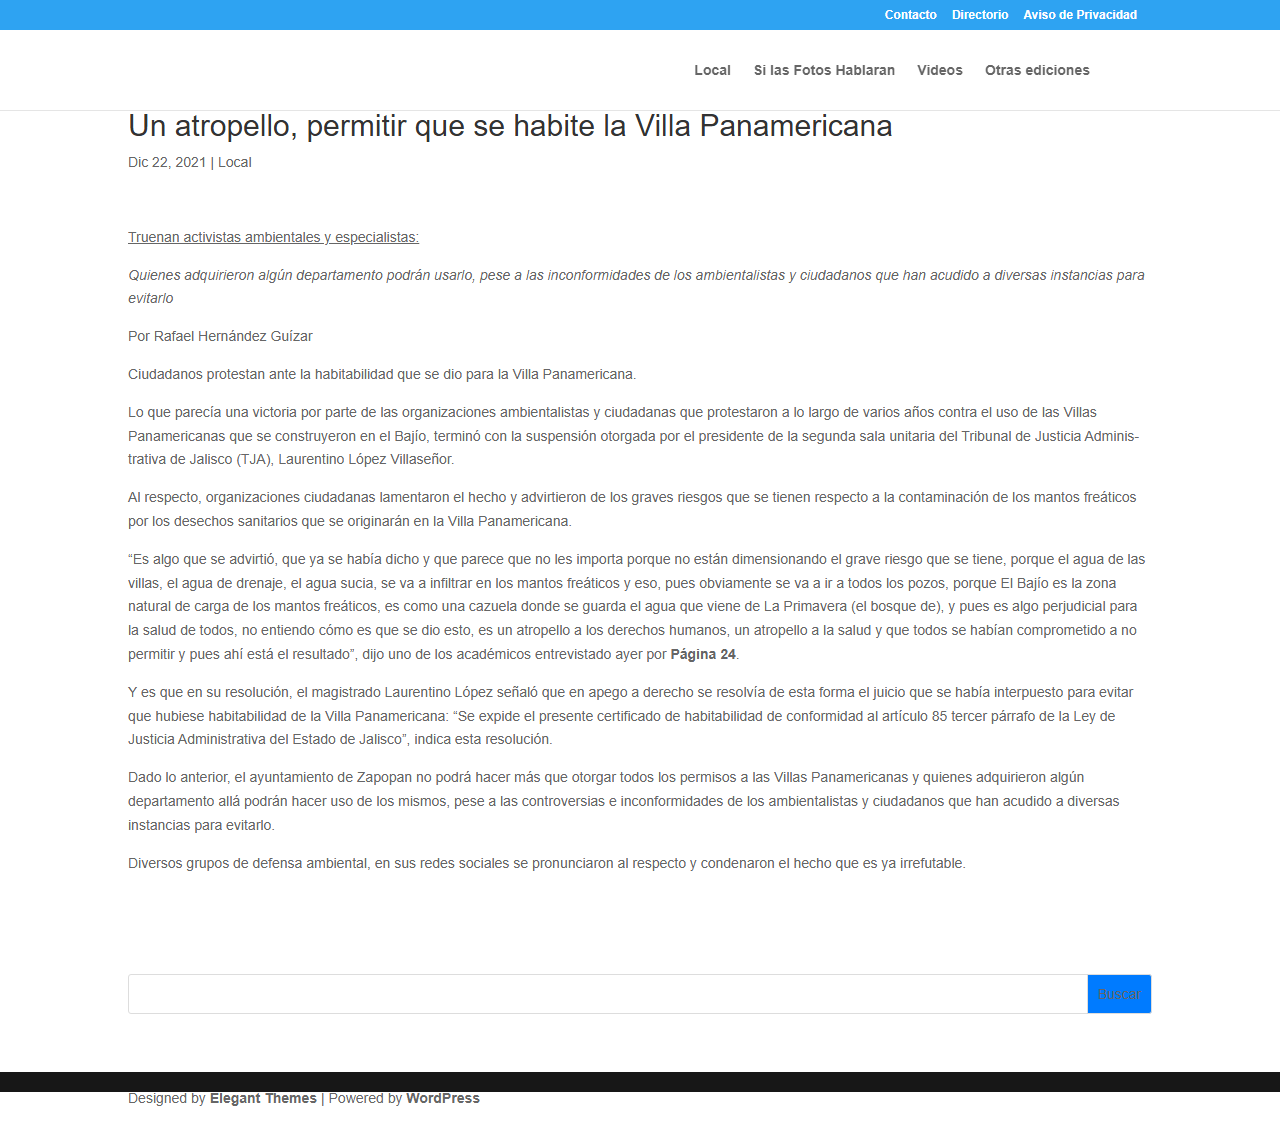 Contacto Directorio Aviso de Privacidad
Local Si las Fotos Hablaran Videos Otras ediciones
Un atropello, permitir que se habite la Villa Panamericana
Dic 22, 2021 | Local
Truenan activistas ambientales y especialistas:
Quienes adquirieron algún departamento podrán usarlo, pese a las inconformidades de los ambientalistas y ciudadanos que han acudido a diversas instancias para
evitarlo
Por Rafael Hernández Guízar
Ciudadanos protestan ante la habitabilidad que se dio para la Villa Panamericana.
Lo que parecía una victoria por parte de las organizaciones ambientalistas y ciudadanas que protestaron a lo largo de varios años contra el uso de las Villas
Panamericanas que se construyeron en el Bajío, terminó con la suspensión otorgada por el presidente de la segunda sala unitaria del Tribunal de Justicia Adminis-
trativa de Jalisco (TJA), Laurentino López Villaseñor.
Al respecto, organizaciones ciudadanas lamentaron el hecho y advirtieron de los graves riesgos que se tienen respecto a la contaminación de los mantos freáticos
por los desechos sanitarios que se originarán en la Villa Panamericana.
“Es algo que se advirtió, que ya se había dicho y que parece que no les importa porque no están dimensionando el grave riesgo que se tiene, porque el agua de las
villas, el agua de drenaje, el agua sucia, se va a infiltrar en los mantos freáticos y eso, pues obviamente se va a ir a todos los pozos, porque El Bajío es la zona
natural de carga de los mantos freáticos, es como una cazuela donde se guarda el agua que viene de La Primavera (el bosque de), y pues es algo perjudicial para
la salud de todos, no entiendo cómo es que se dio esto, es un atropello a los derechos humanos, un atropello a la salud y que todos se habían comprometido a no
permitir y pues ahí está el resultado”, dijo uno de los académicos entrevistado ayer por Página 24.
Y es que en su resolución, el magistrado Laurentino López señaló que en apego a derecho se resolvía de esta forma el juicio que se había interpuesto para evitar
que hubiese habitabilidad de la Villa Panamericana: “Se expide el presente certificado de habitabilidad de conformidad al artículo 85 tercer párrafo de la Ley de
Justicia Administrativa del Estado de Jalisco”, indica esta resolución.
Dado lo anterior, el ayuntamiento de Zapopan no podrá hacer más que otorgar todos los permisos a las Villas Panamericanas y quienes adquirieron algún
departamento allá podrán hacer uso de los mismos, pese a las controversias e inconformidades de los ambientalistas y ciudadanos que han acudido a diversas
instancias para evitarlo.
Diversos grupos de defensa ambiental, en sus redes sociales se pronunciaron al respecto y condenaron el hecho que es ya irrefutable.
Buscar
Designed by Elegant Themes | Powered by WordPress